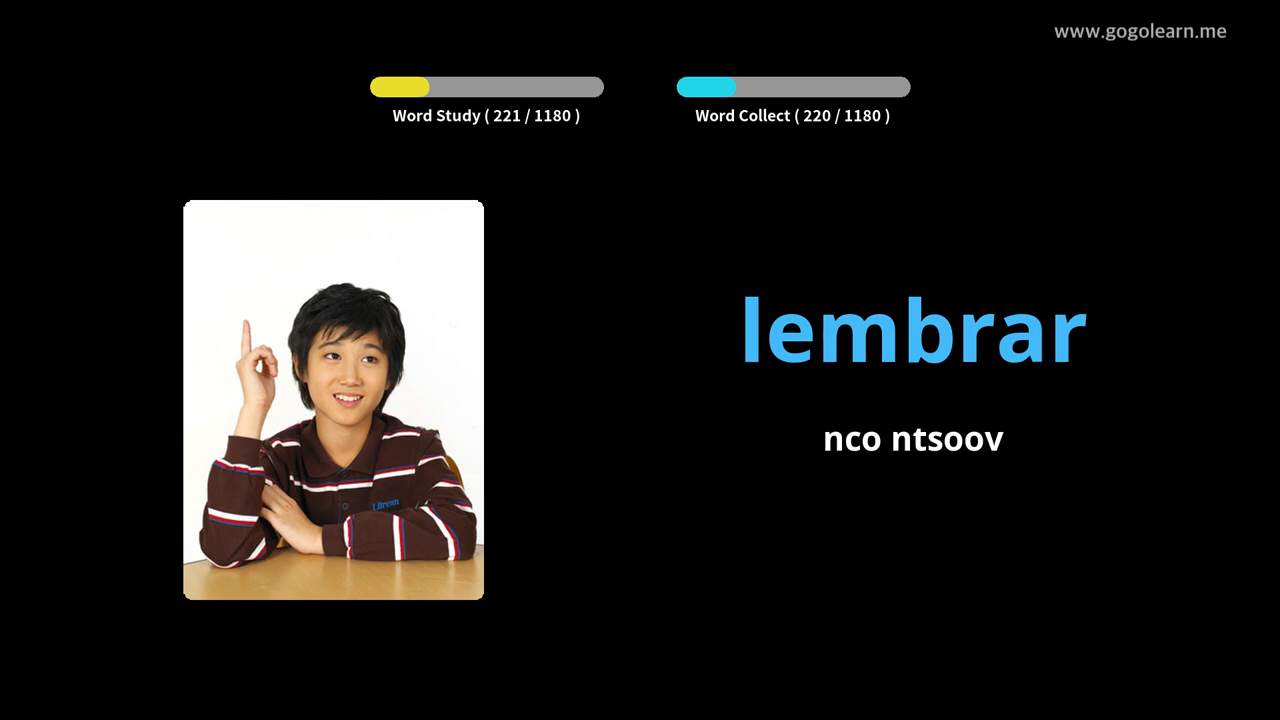 www.gogolearn.me
Word Study ( 221 / 1180 )
Word Collect ( 220 / 1180 )
lembrar
nco ntsoov